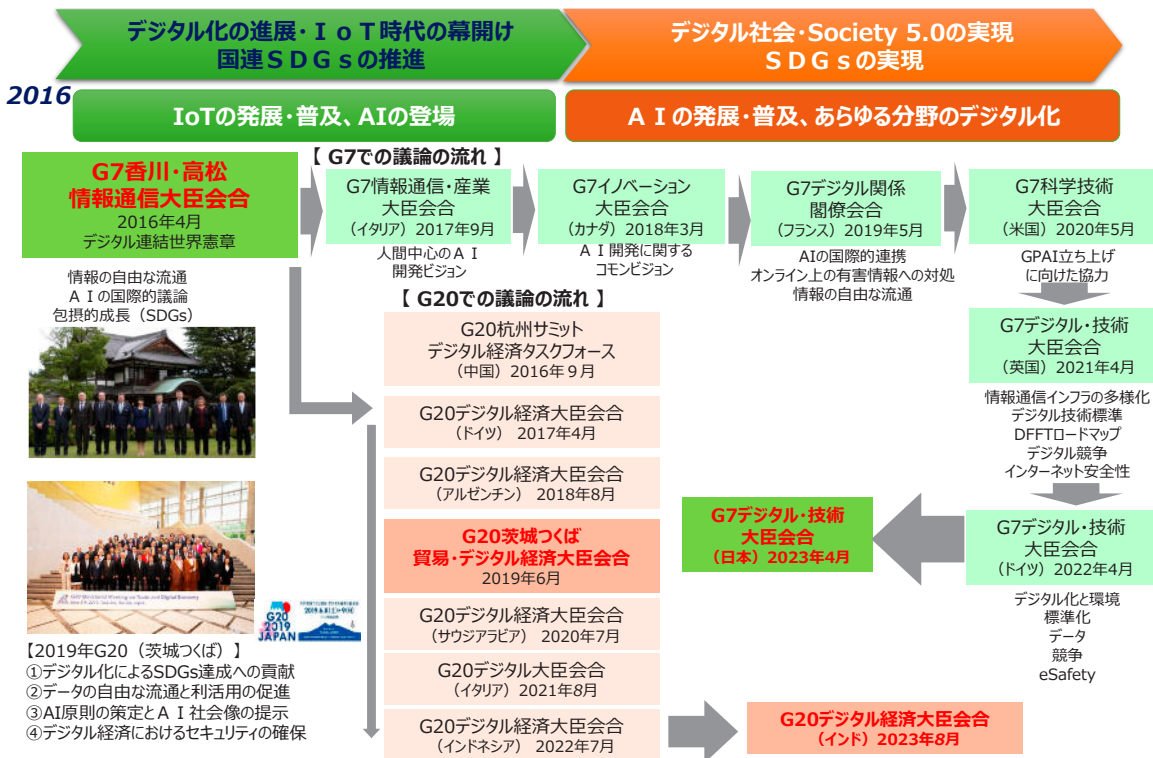 デジタル化の進展・ＩｏＴ時代の幕開け
国連ＳＤＧｓの推進
デジタル社会・Society 5.0の実現
ＳＤＧｓの実現
2016
IoTの発展・普及、AIの登場
ＡＩの発展・普及、あらゆる分野のデジタル化
【 G7での議論の流れ 】
G7香川・高松
情報通信大臣会合
2016年4月
デジタル連結世界憲章
情報の自由な流通
ＡＩの国際的議論
包摂的成長（SDGs）
G7情報通信・産業
大臣会合
（イタリア）2017年9月
人間中心のＡＩ
開発ビジョン
G7イノベーション
大臣会合
（カナダ）2018年3月
ＡＩ開発に関する
コモンビジョン
G7デジタル関係
閣僚会合
（フランス）2019年5月
AIの国際的連携
オンライン上の有害情報への対処
情報の自由な流通
G7科学技術
大臣会合
（米国）2020年5月
GPAI立ち上げ
に向けた協力
G7デジタル・技術
大臣会合
（英国）2021年4月
情報通信インフラの多様化
デジタル技術標準
DFFTロードマップ
デジタル競争
インターネット安全性
G7デジタル・技術
大臣会合
（ドイツ）2022年4月
デジタル化と環境
標準化
データ
競争
eSafety
G7デジタル・技術
大臣会合
（日本）2023年4月
【 G20での議論の流れ 】
G20杭州サミット
デジタル経済タスクフォース
（中国）2016年９月
G20デジタル経済大臣会合
（ドイツ） 2017年4月
G20デジタル経済大臣会合
（アルゼンチン） 2018年8月
G20茨城つくば
貿易・デジタル経済大臣会合
2019年6月
G20デジタル経済大臣会合
（サウジアラビア） 2020年7月
G20デジタル大臣会合
（イタリア） 2021年8月
G20デジタル経済大臣会合
（インドネシア） 2022年7月
G20デジタル経済大臣会合
（インド）2023年8月
G20 Ministerial Meeting on Trade and Digital Economy
G20
2019
JAPAN
【2019年G20（茨城つくば）】
①デジタル化によるSDGs達成への貢献
②データの自由な流通と利活用の促進
③AI原則の策定とＡＩ社会像の提示
④デジタル経済におけるセキュリティの確保